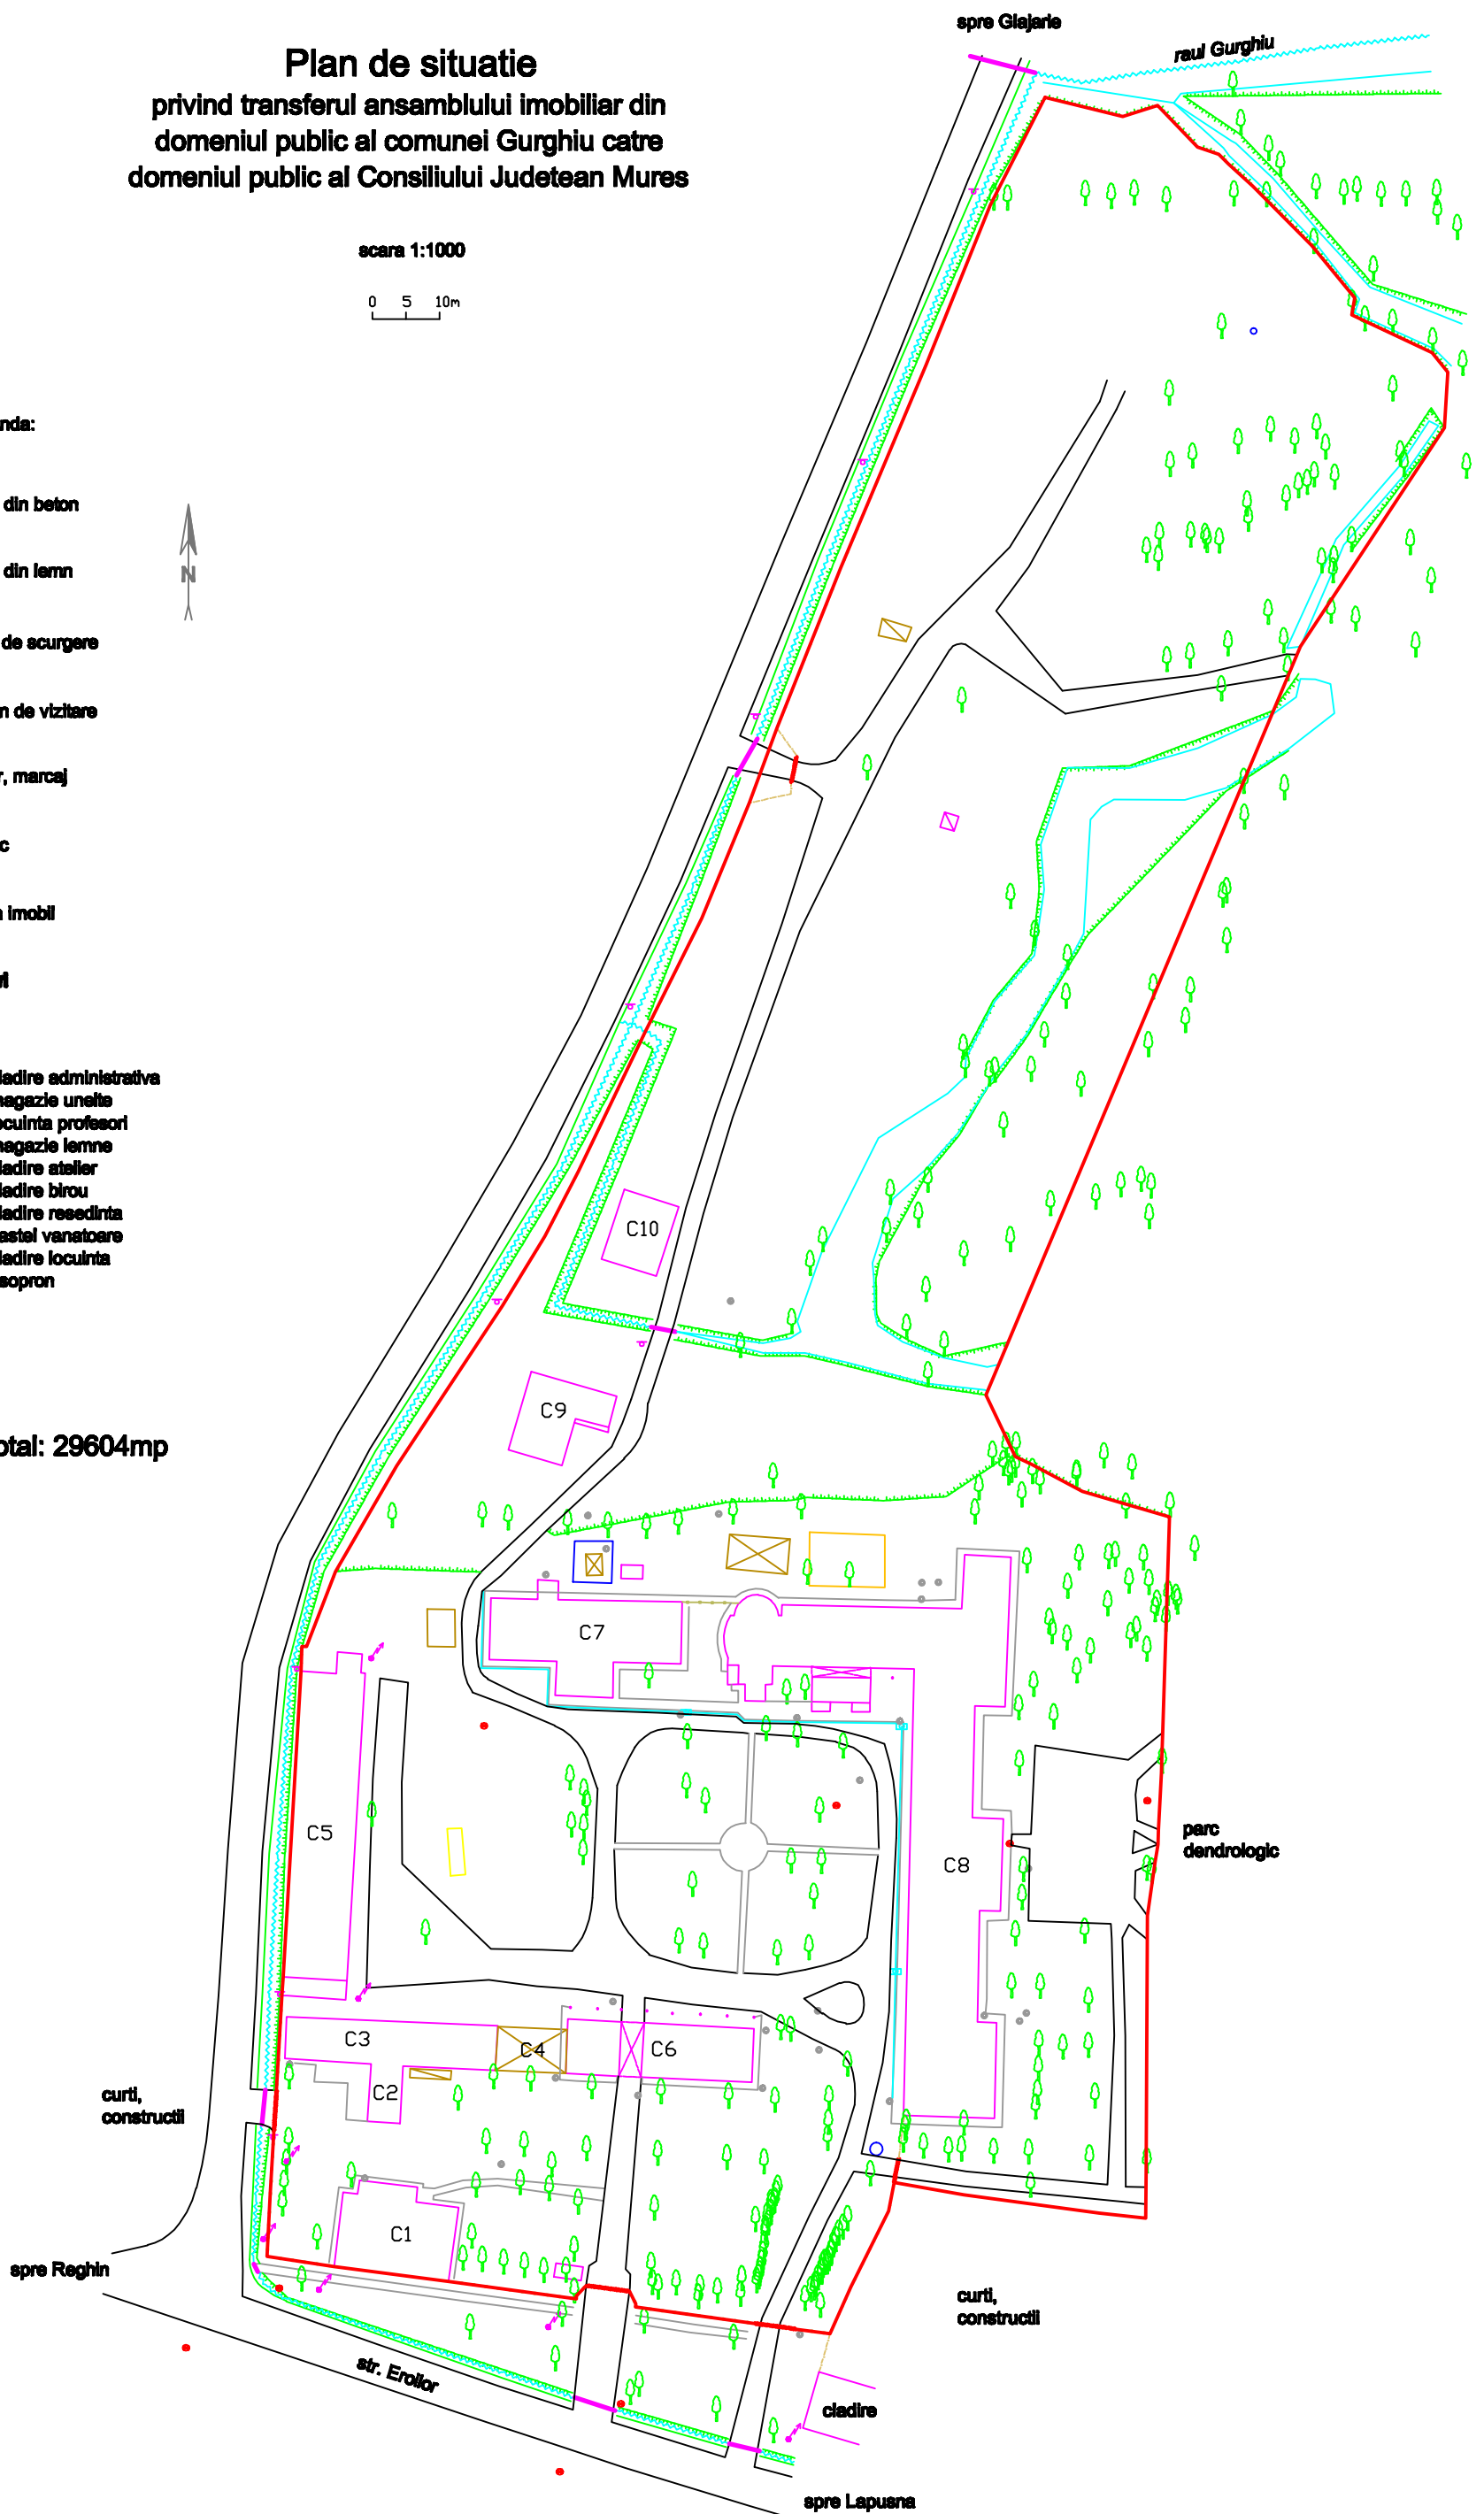 spre Glajarie
raul Gurghiu
Plan de situatie
privind transferul ansamblului imobiliar din
domeniul public al comunei Gurghiu catre
domeniul public al Consiliului Judetean Mures
scara 1:1000
0 5 10m
nda:
din beton
N
din lemn
de scurgere
n de vizitare
r, marcaj
c
n imobil
ri
ladire administrativa
nagazie unelte
ocuinta profesori
nagazie lemne
ladire atelier
ladire birou
ladire resedinta
astel vanatoare
ladire locuinta
sopron
C10
C9
otal: 29604mp
C7
C5
parc
dendrologic
C8
C3
C4
C6
C2
curti,
constructii
C1
spre Reghin
curti,
constructii
str. Eroilor
cladire
spre Lapusna